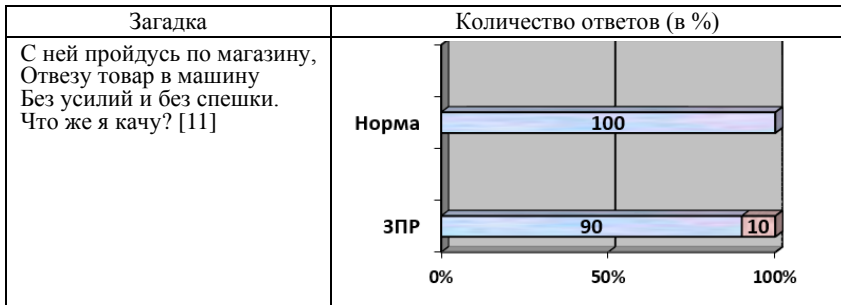 Загадка
Количество ответов (в %)
С ней пройдусь по магазину,
Отвезу товар в машину
Без усилий и без спешки.
Что же я качу? [11]
Норма
100
ЗПР
90
10
0%
50%
100%